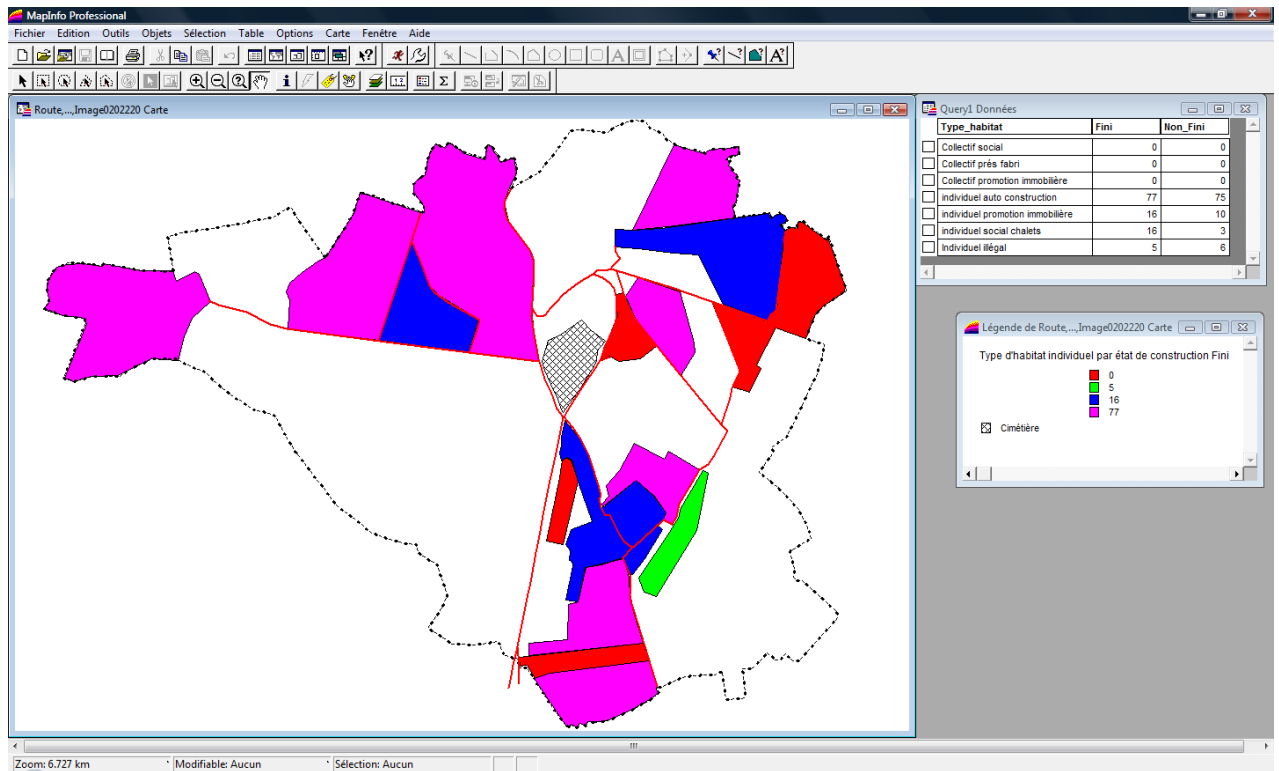 MapInfo Professional
Fichier Edition Outils Objets Sélection Table Options Carte Fenêtre Aide
Route,...,Image0202220 Carte
Query1 Données
Type_habitat Fini Non_Fini
Collectif social 0 0
Collectif prés fabri 0 0
Collectif promotion immobilière 0 0
individuel auto construction 77 75
individuel promotion immobilière 16 10
individuel social chalets 16 3
Individuel illégal 5 6
Légende de Route,...,Image0202220 Carte
Type d'habitat individuel par état de construction Fini
0
5
16
77
Cimétière
Zoom: 6.727 km Modifiable: Aucun Sélection: Aucun